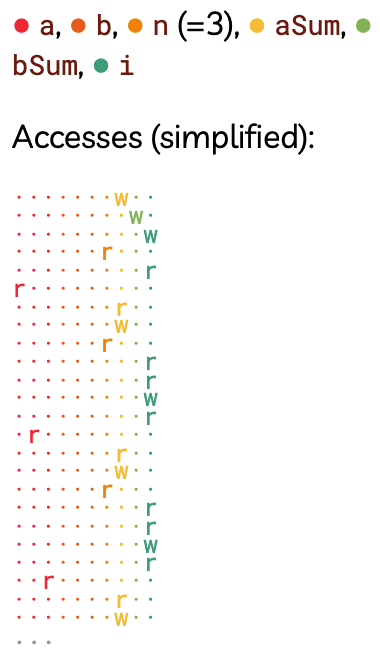 ● a, ● b, ● n (=3), ● aSum, ●
bSum, ● i
Accesses (simplified):
· · · · · · · w · ·
· · · · · · · · w ·
· · · · · · · · · w
· · · · · · r · · ·
· · · · · · · · · r
r · · · · · · · · ·
· · · · · · · r · ·
· · · · · · · w · ·
· · · · · · r · · ·
· · · · · · · · · r
· · · · · · · · · r
· · · · · · · · · w
· · · · · · · · · r
· r · · · · · · · ·
· · · · · · · r · ·
· · · · · · · w · ·
· · · · · · r · · ·
· · · · · · · · · r
· · · · · · · · · r
· · · · · · · · · w
· · · · · · · · · r
· · r · · · · · · ·
· · · · · · · r · ·
· · · · · · · w · ·
...